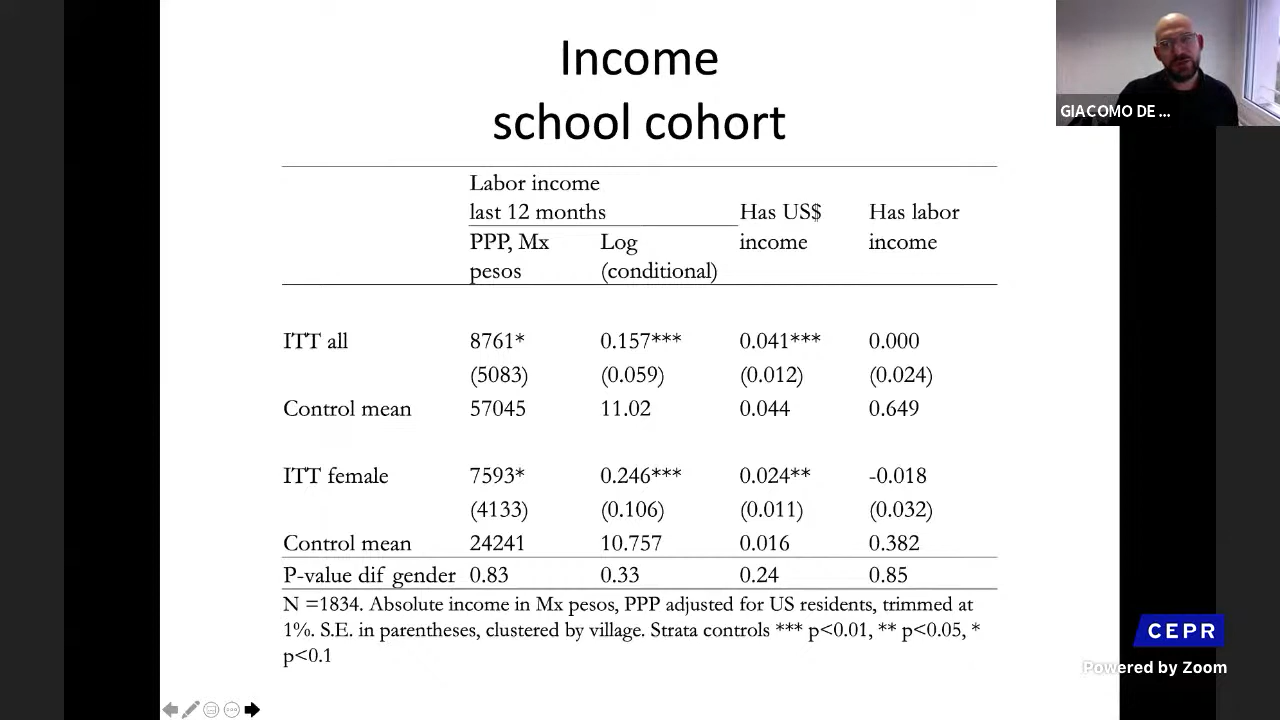 Income
school cohort
GIACOMO DE ...
Labor income
last 12 months
Has US$
income
Has labor
income
PPP, Mx
pesos
Log
(conditional)
ITT all 8761* 0.157*** 0.041*** 0.000
(5083) (0.059) (0.012) (0.024)
Control mean 57045 11.02 0.044 0.649
ITT female 7593* 0.246*** 0.024** -0.018
(4133) (0.106) (0.011) (0.032)
Control mean 24241 10.757 0.016 0.382
P-value dif gender 0.83 0.33 0.24 0.85
N =1834. Absolute income in Mx pesos, PPP adjusted for US residents, trimmed at
1%. S.E. in parentheses, clustered by village. Strata controls *** p<0.01, ** p<0.05, *
p<0.1
CEPR
Powered by Zoom